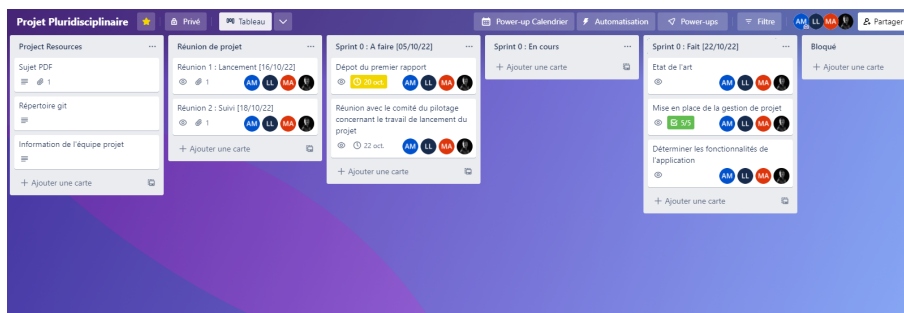 Projet Pluridisciplinaire
Privé
Tableau
Power-up Calendrier
Automatisation
Power-ups
Filtre
AM LL MA
Partager
Project Resources
Sujet PDF
1
Répertoire git
Information de l'équipe projet
+ Ajouter une carte
Réunion de projet
Réunion 1 : Lancement [16/10/22]
1 AM LL MA
Réunion 2 : Suivi [18/10/22]
1 AM LL MA
+ Ajouter une carte
Sprint 0 : A faire [05/10/22]
Dépot du premier rapport
20 oct. AM LL MA
Réunion avec le comité du pilotage
concernant le travail de lancement du
projet
22 oct. AM LL MA
+ Ajouter une carte
Sprint 0 : En cours
+ Ajouter une carte
Sprint 0 : Fait [22/10/22]
Etat de l'art
AM LL MA
Mise en place de la gestion de projet
5/5 AM LL MA
Déterminer les fonctionnalités de
l'application
AM LL MA
+ Ajouter une carte
Bloqué
+ Ajouter une carte